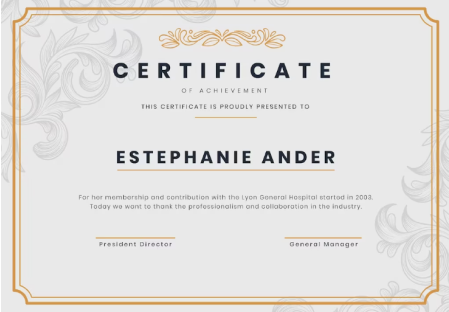 CERTIFICATE
OF ACHIEVEMENT
THIS CERTIFICATE IS PROUDLY PRESENTED TO
ESTEPHANIE ANDER
For her membership and contribution with the Lyon General Hospital started in 2003.
Today we want to thank the professionalism and collaboration in the industry.
President Director
General Manager